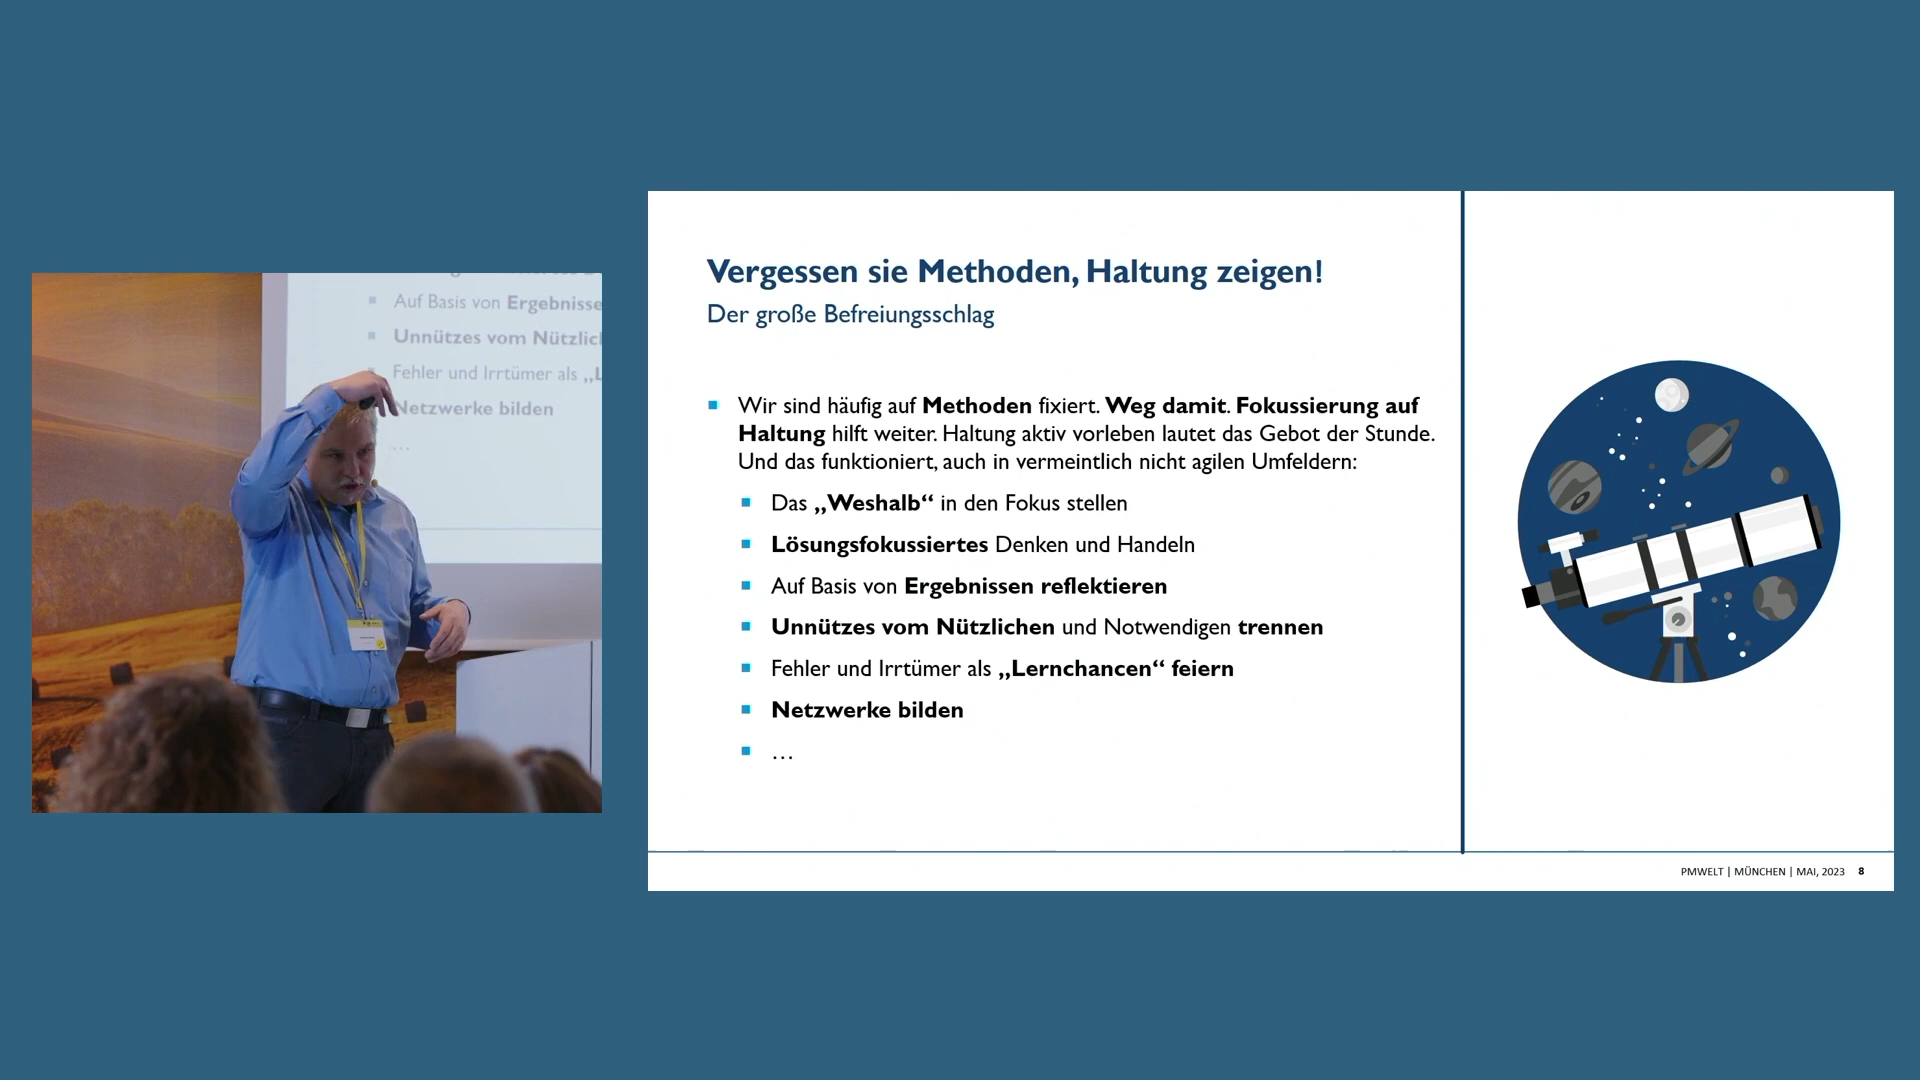 Auf Basis von Ergebnisse
Unnützes vom Nützlic
Fehler und Irrtümer als „L
Netzwerke bilden
...
Vergessen sie Methoden, Haltung zeigen!
Der große Befreiungsschlag
Wir sind häufig auf Methoden fixiert. Weg damit. Fokussierung auf
Haltung hilft weiter. Haltung aktiv vorleben lautet das Gebot der Stunde.
Und das funktioniert, auch in vermeintlich nicht agilen Umfeldern:
Das „Weshalb“ in den Fokus stellen
Lösungsfokussiertes Denken und Handeln
Auf Basis von Ergebnissen reflektieren
Unnützes vom Nützlichen und Notwendigen trennen
Fehler und Irrtümer als „Lernchancen“ feiern
Netzwerke bilden
…
PMWELT | MÜNCHEN | MAI, 2023 8